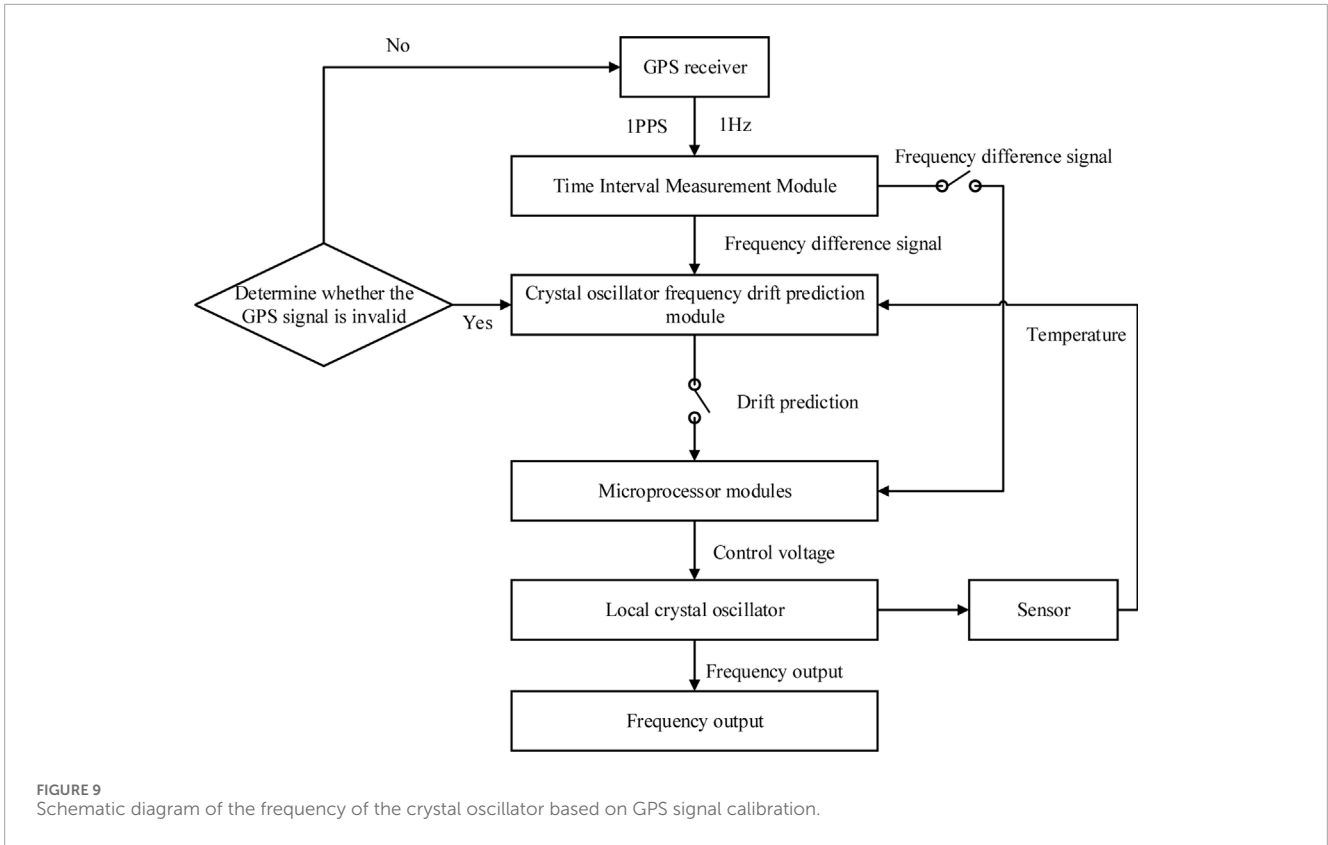 No
GPS receiver
1PPS
1Hz
Frequency difference signal
Time Interval Measurement Module
Frequency difference signal
Determine whether the
GPS signal is invalid
Yes
Crystal oscillator frequency drift prediction
module
Temperature
Drift prediction
Microprocessor modules
Control voltage
Local crystal oscillator
Sensor
Frequency output
Frequency output
FIGURE 9
Schematic diagram of the frequency of the crystal oscillator based on GPS signal calibration.